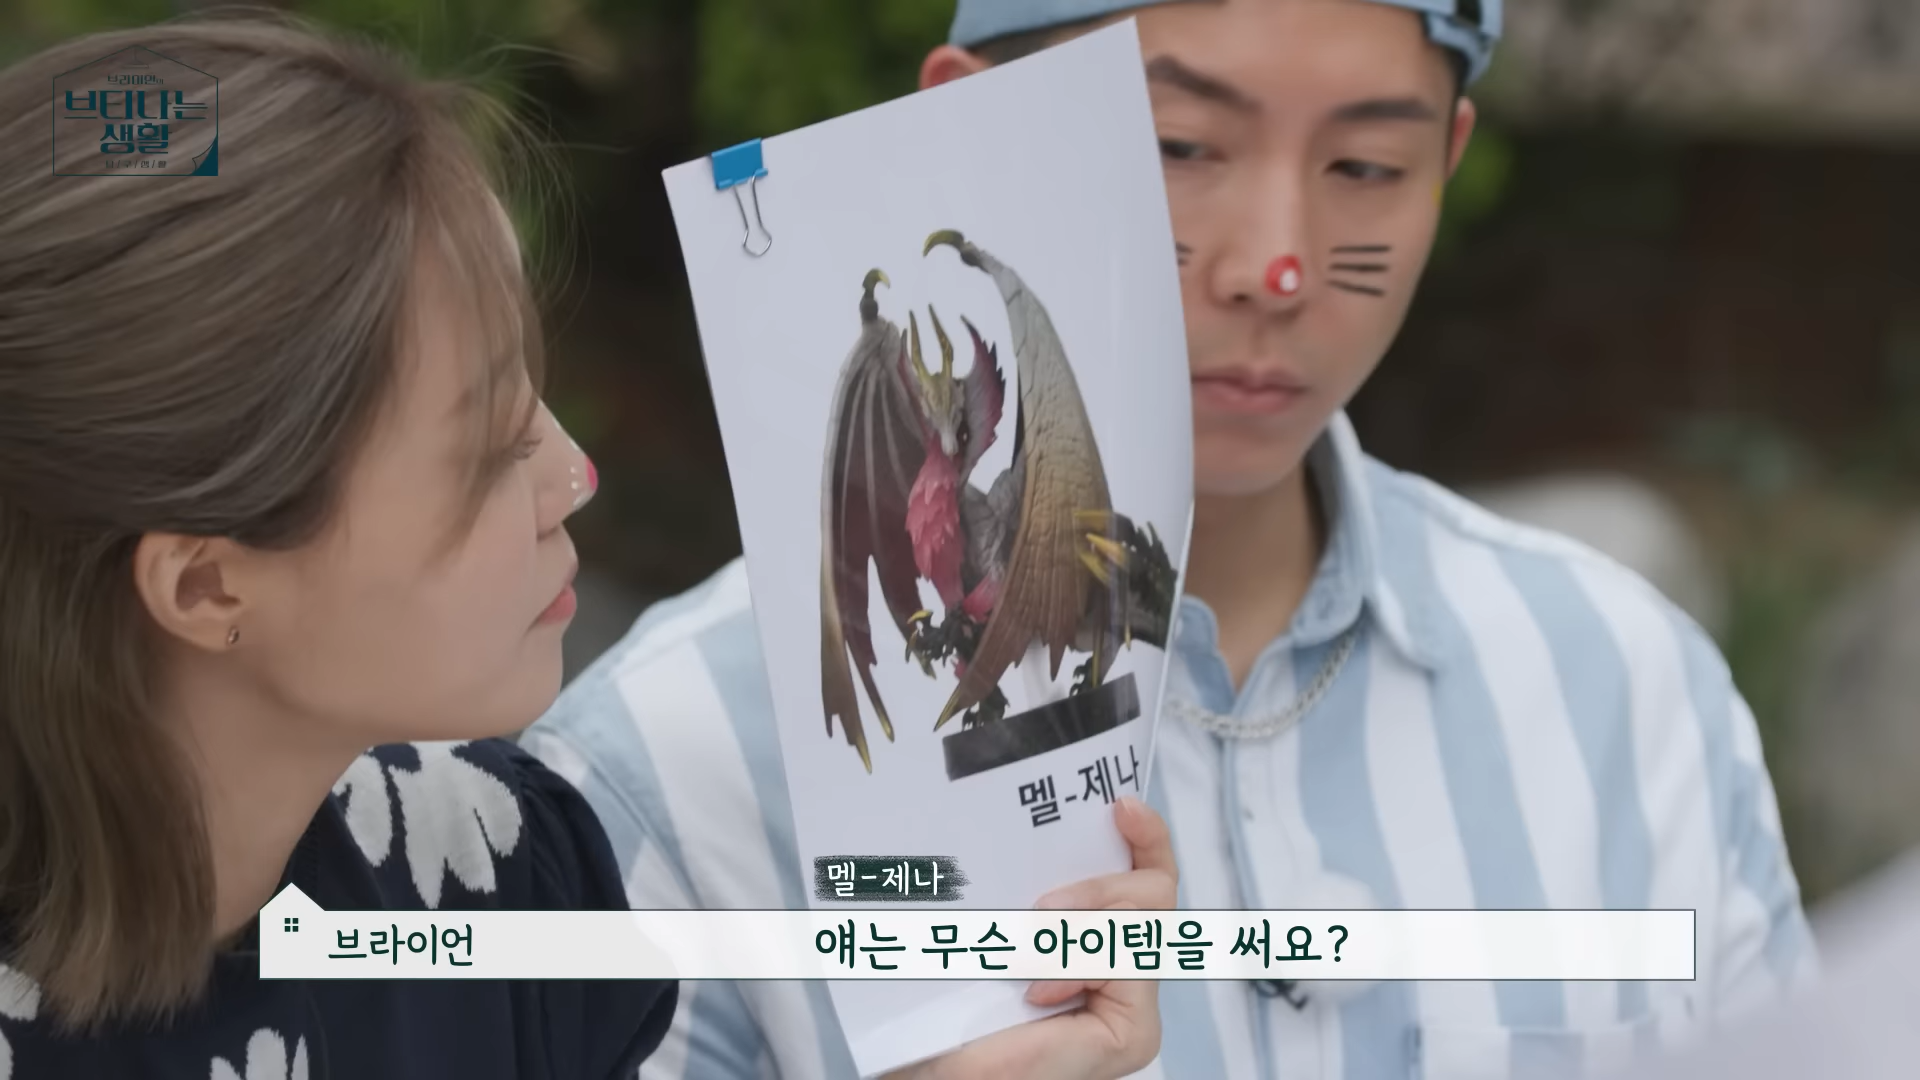 브라이언의
브티나는
생활
멜-제나
멜-제나
브라이언
얘는 무슨 아이템을 써요?